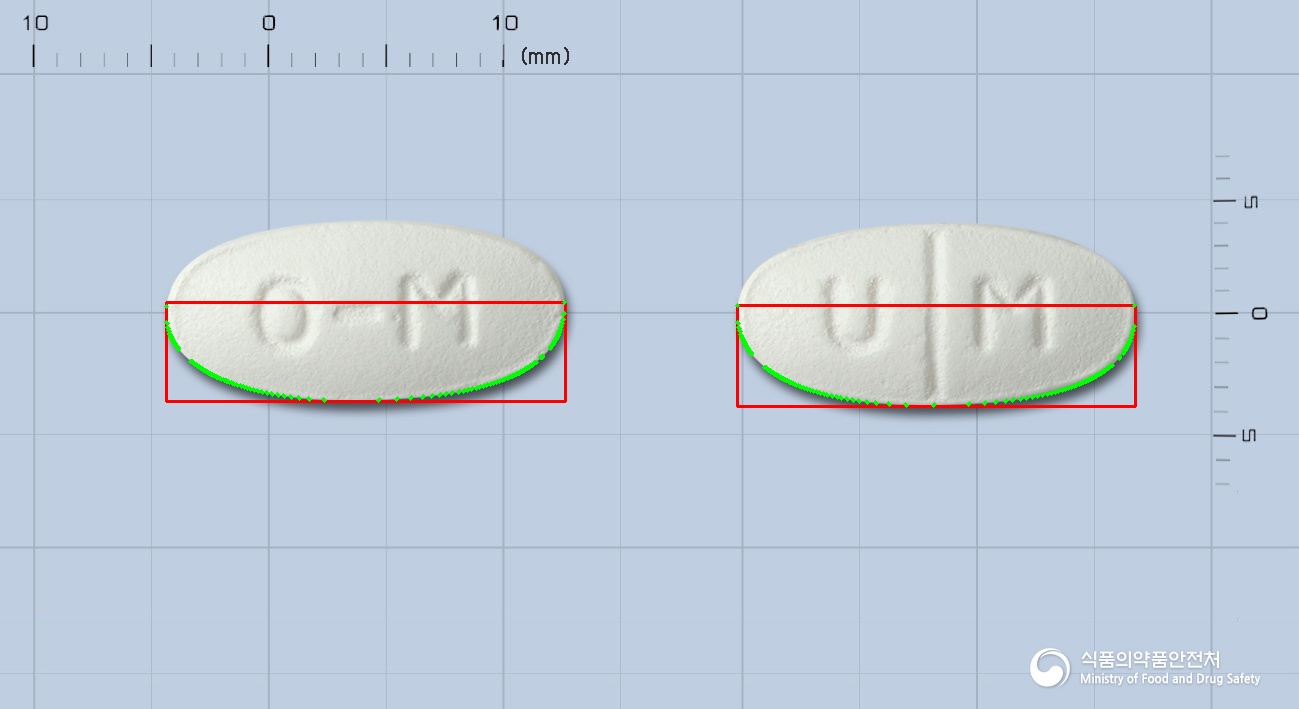 10 0 10
(mm)
5
0
5
O-M
U M
식품의약품안전처
Ministry of Food and Drug Safety